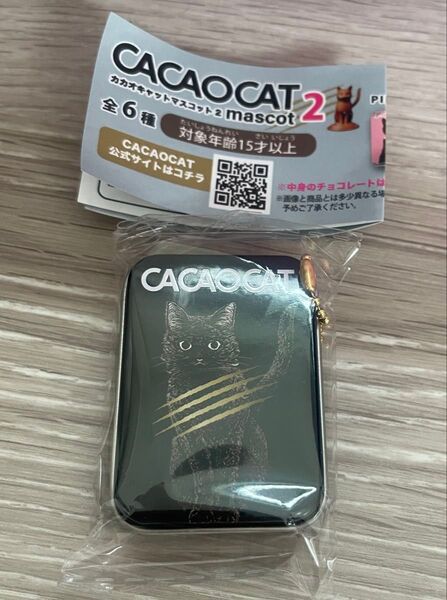 CACAOCAT
カカオキャットマスコット2 mascot 2
全6種
たいしょうねんれい さい いじょう
対象年齢15才以上
CACAOCAT
公式サイトはコチラ
PI
※中身のチョコレートは
※画像と商品とは多少異なる場
予めご了承ください。
CACAOCAT